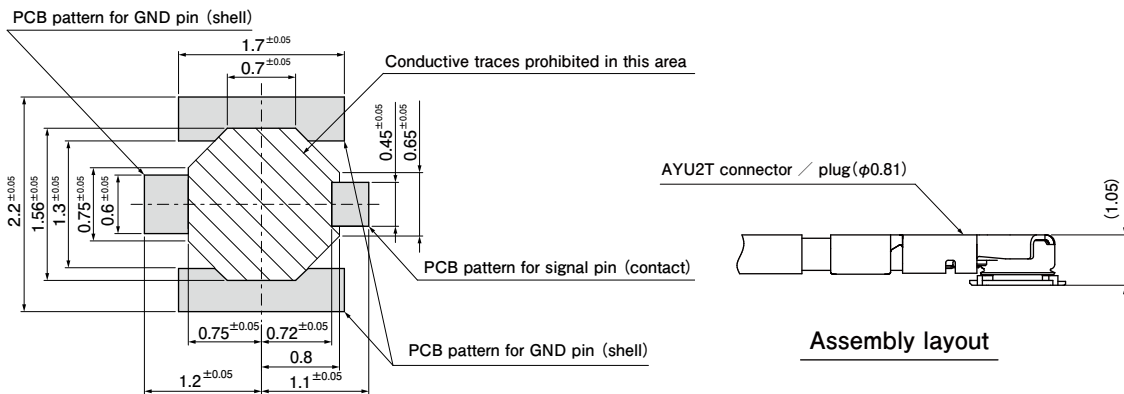 PCB pattern for GND pin (shell)
1.7±0.05
0.7±0.05
Conductive traces prohibited in this area
2.2±0.05
1.56±0.05
1.3±0.05
0.75±0.05
0.6±0.05
0.45±0.05
0.65±0.05
AYU2T connector / plug(φ0.81)
(1.05)
PCB pattern for signal pin (contact)
0.75±0.05
0.72±0.05
0.8
PCB pattern for GND pin (shell)
1.2±0.05
1.1±0.05
Assembly layout